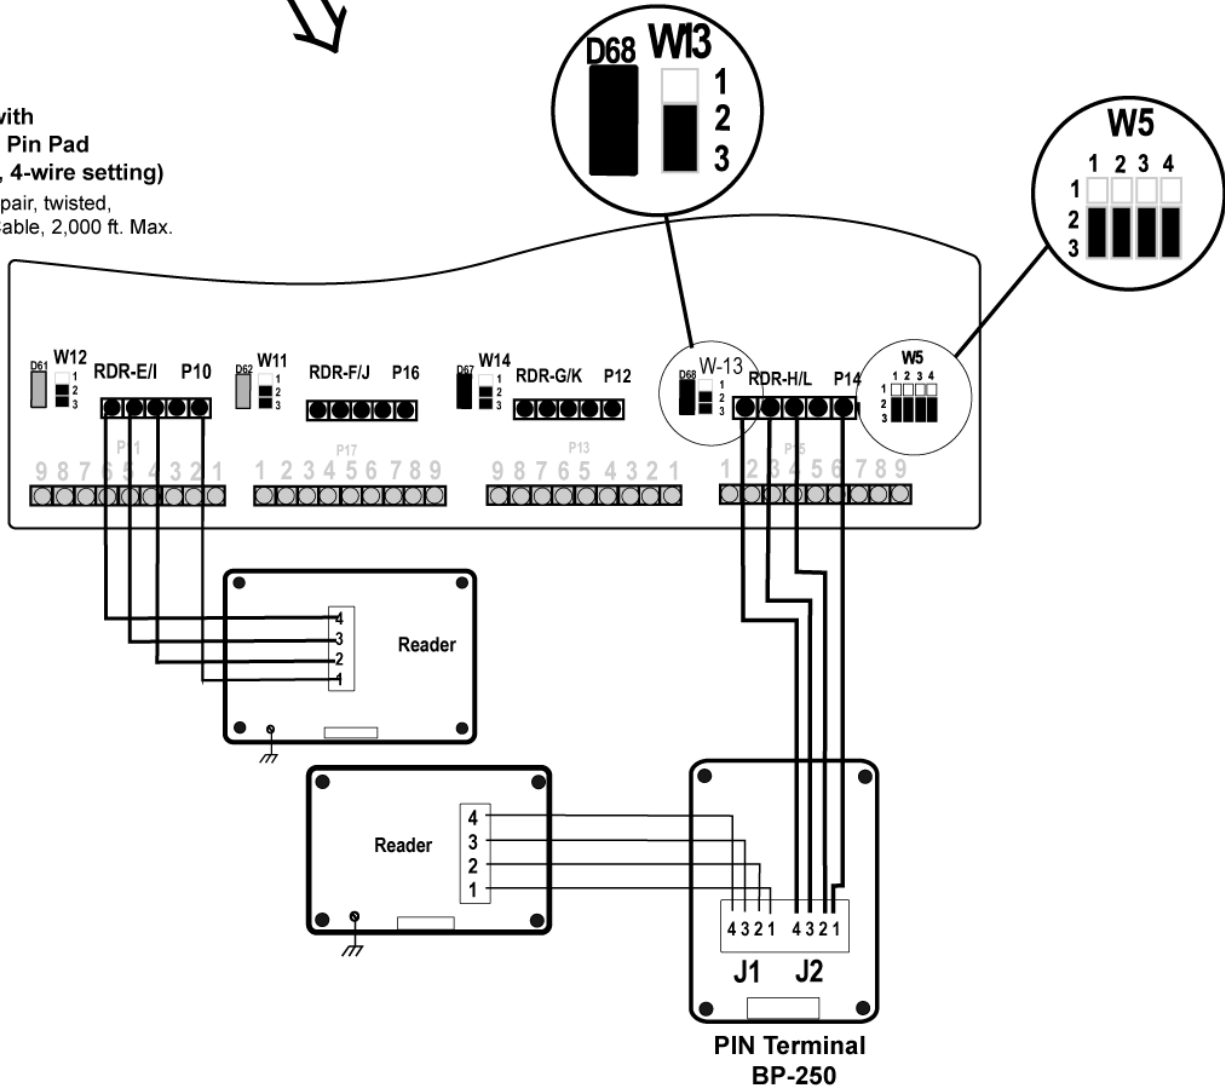 D68 W13
1
2
3
W5
1 2 3 4
1
2
3
with
Pin Pad
, 4-wire setting)
pair, twisted,
Cable, 2,000 ft. Max.
D61 W12
1
2
3
RDR-E/I P10
D62 W11
1
2
3
RDR-F/J P16
D67 W14
1
2
3
RDR-G/K P12
D68 W-13
1
2
3
RDR-H/L P14
W5
1 2 3 4
1
2
3
P11
9 8 7 6 5 4 3 2 1
P17
1 2 3 4 5 6 7 8 9
P13
9 8 7 6 5 4 3 2 1
P15
1 2 3 4 5 6 7 8 9
4
3
2
1
Reader
Reader
4
3
2
1
4 3 2 1 4 3 2 1
J1 J2
PIN Terminal
BP-250